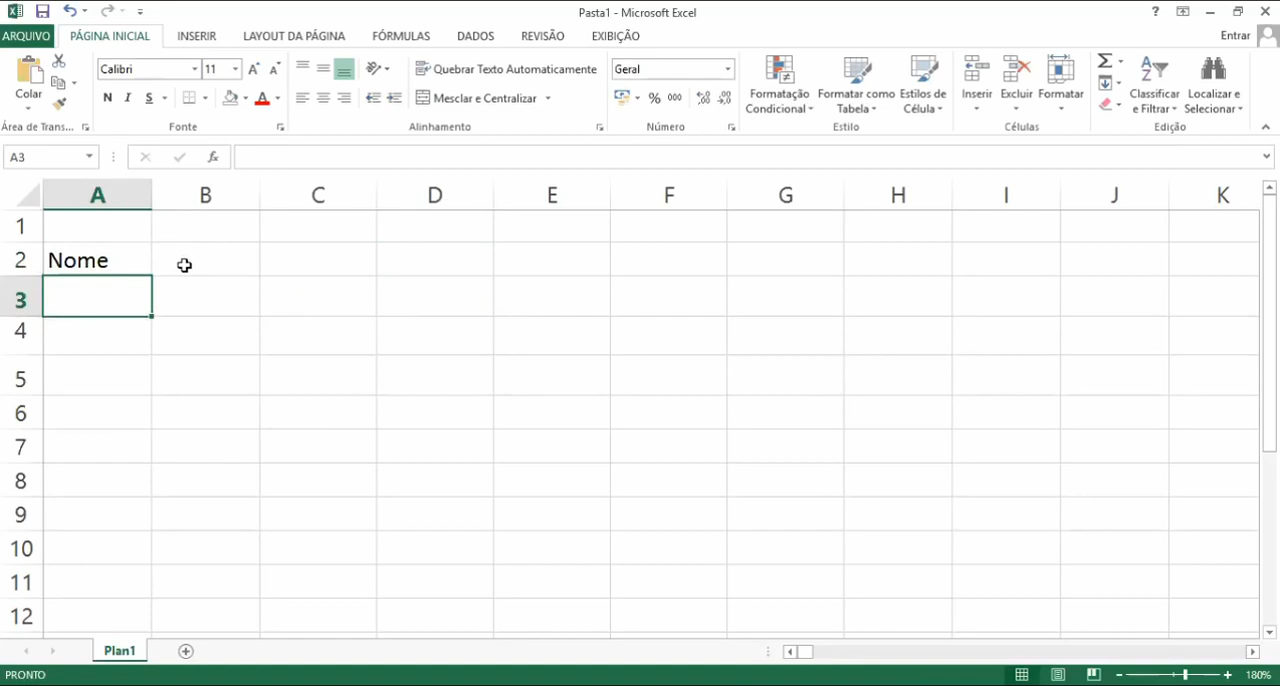 Pasta1 - Microsoft Excel
?
ARQUIVO PÁGINA INICIAL INSERIR LAYOUT DA PÁGINA FÓRMULAS DADOS REVISÃO EXIBIÇÃO Entrar
Colar
Calibri 11 A A
N I S A
Quebrar Texto Automaticamente
Mesclar e Centralizar
Geral
% 000
Formatação Condicional
Formatar como Tabela
Estilos de Célula
Inserir Excluir Formatar
Σ
Classificar e Filtrar
Localizar e Selecionar
Área de Trans... Fonte Alinhamento Número Estilo Células Edição
A3 fx
A B C D E F G H I J K
1
2 Nome
3
4
5
6
7
8
9
10
11
12
Plan1
PRONTO 180%